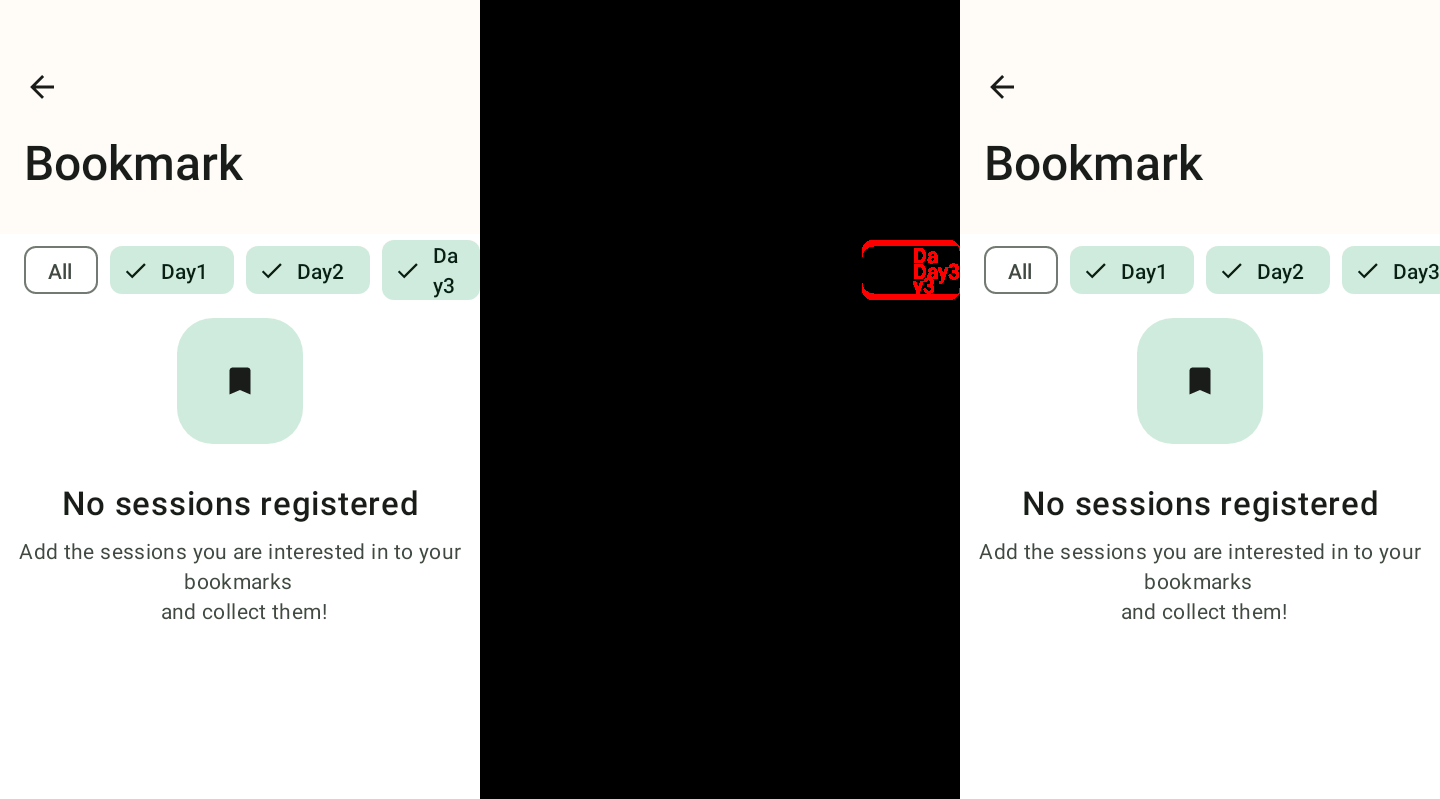 Bookmark
All
Day1
Day2
Da
y3
No sessions registered
Add the sessions you are interested in to your
bookmarks
and collect them!
Da
Day3
y3
Bookmark
All
Day1
Day2
Day3
No sessions registered
Add the sessions you are interested in to your
bookmarks
and collect them!